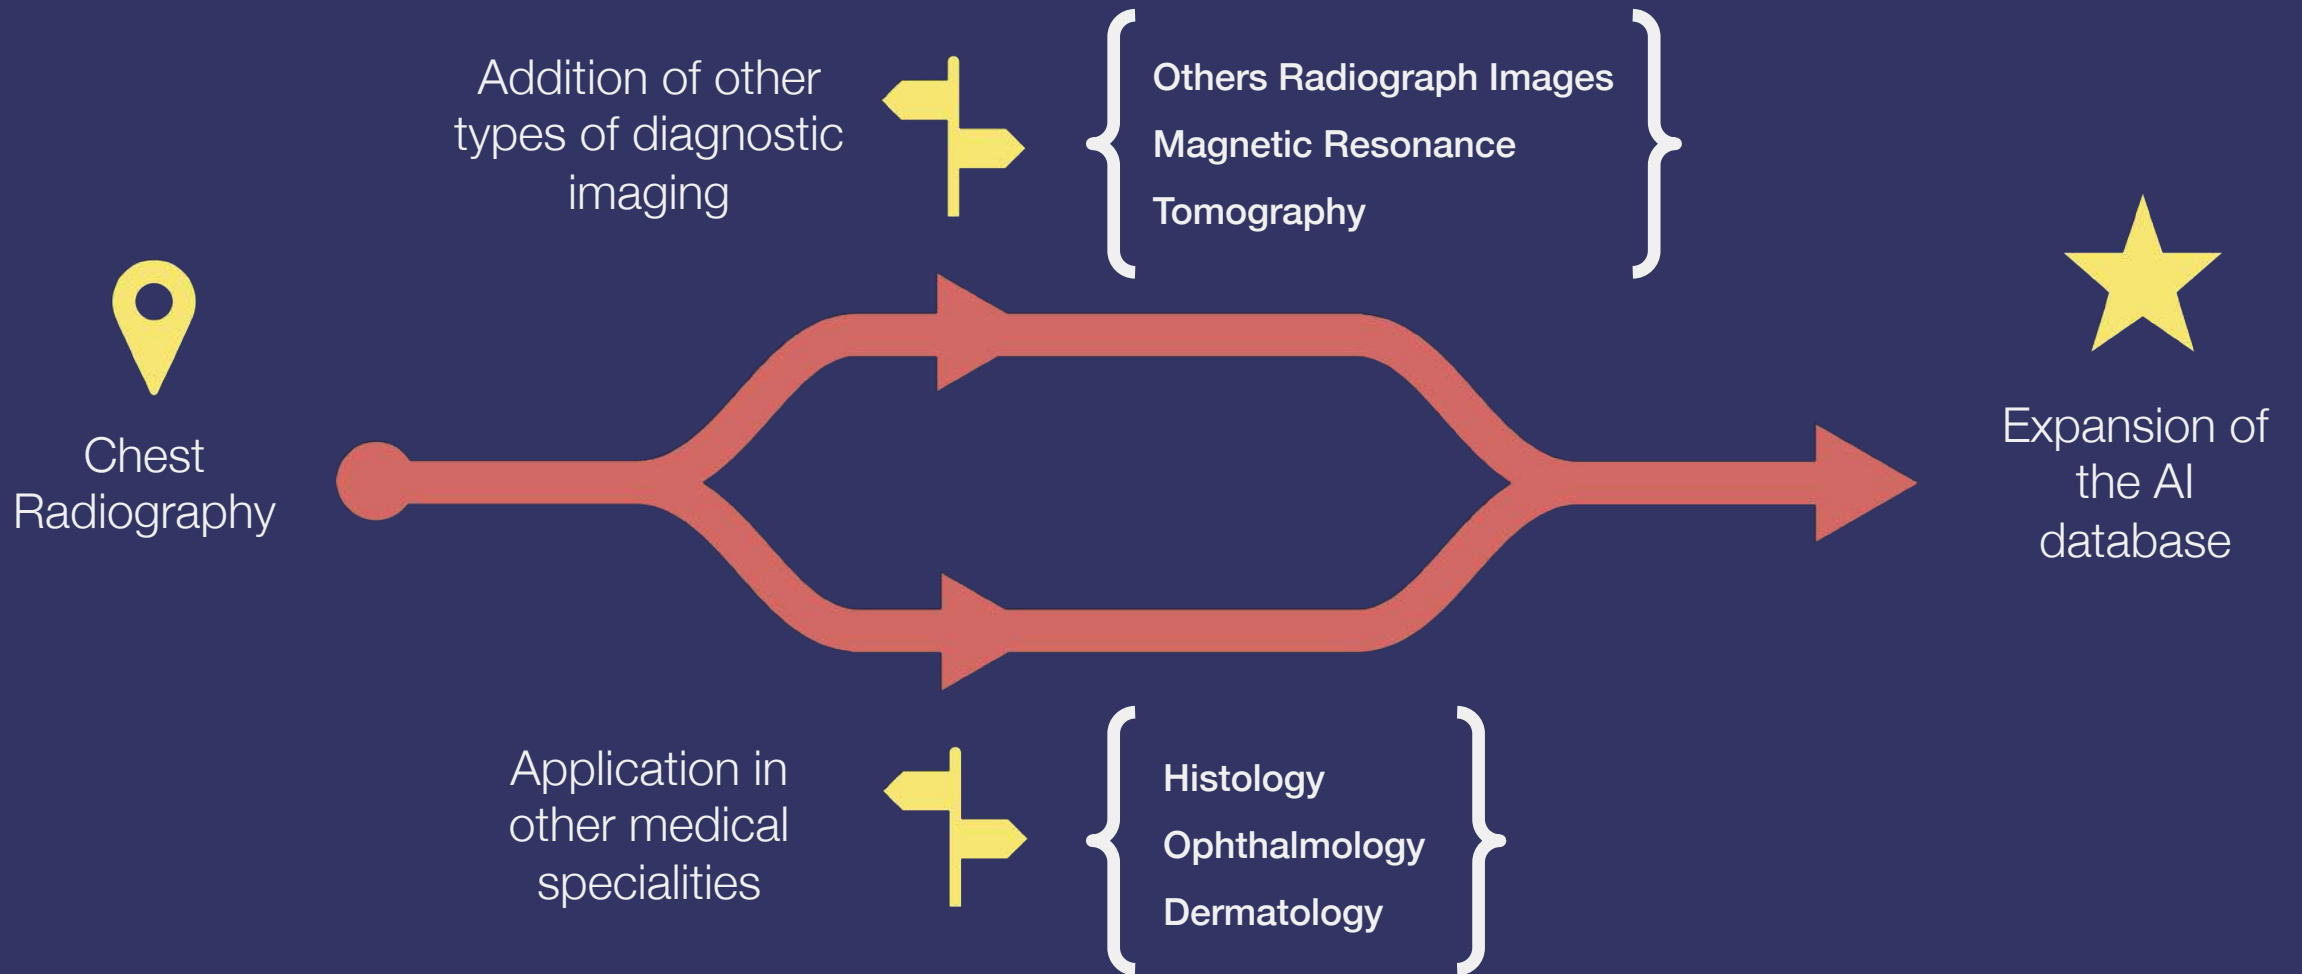 Addition of other
types of diagnostic
imaging
Others Radiograph Images
Magnetic Resonance
Tomography
Chest
Radiography
Expansion of
the AI
database
Application in
other medical
specialities
Histology
Ophthalmology
Dermatology